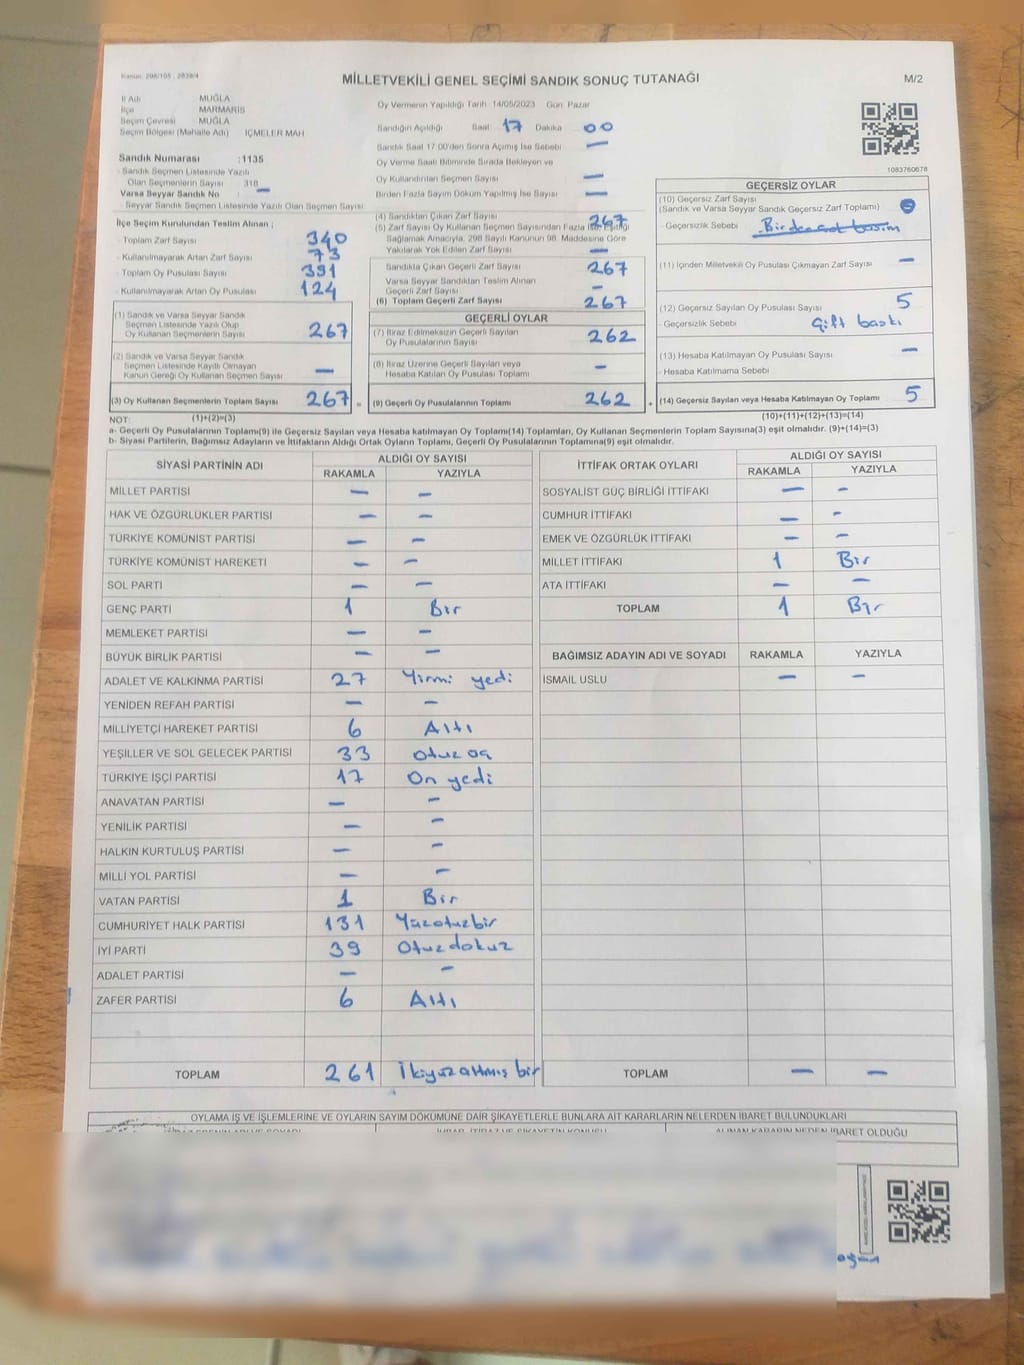 Kanun: 298/105 , 2839/4
MİLLETVEKİLİ GENEL SEÇİMİ SANDIK SONUÇ TUTANAĞI
M/2
İl Adı MUĞLA
İlçe MARMARİS
Seçim Çevresi MUĞLA
Seçim Bölgesi (Mahalle Adı) İÇMELER MAH
Sandık Numarası :1135
Sandık Seçmen Listesinde Yazılı
Olan Seçmenlerin Sayısı 318
Varsa Seyyar Sandık No : —
Seyyar Sandık Seçmen Listesinde Yazılı Olan Seçmen Sayısı
İlçe Seçim Kurulundan Teslim Alınan ;
Toplam Zarf Sayısı 340
Kullanılmayarak Artan Zarf Sayısı 73
Toplam Oy Pusulası Sayısı 391
Kullanılmayarak Artan Oy Pusulası 124
(1) Sandık ve Varsa Seyyar Sandık
Seçmen Listesinde Yazılı Olup
Oy Kullanan Seçmenlerin Sayısı 267
(2) Sandık ve Varsa Seyyar Sandık
Seçmen Listesinde Kayıtlı Olmayan
Kanun Gereği Oy Kullanan Seçmen Sayısı —
(3) Oy Kullanan Seçmenlerin Toplam Sayısı 267 =
Oy Vermenin Yapıldığı Tarih :14/05/2023 Gün: Pazar
Sandığın Açıldığı Saat 17 Dakika 00
Sandık Saat 17.00'den Sonra Açılmış İse Sebebi —
Oy Verme Saati Bitiminde Sırada Bekleyen ve
Oy Kullandırılan Seçmen Sayısı —
Birden Fazla Sayım Döküm Yapılmış İse Sayısı —
(4) Sandıktan Çıkan Zarf Sayısı 267
(5) Zarf Sayısı Oy Kullanan Seçmen Sayısından Fazla İse, Eşitliği
Sağlamak Amacıyla, 298 Sayılı Kanunun 98. Maddesine Göre
Yakılarak Yok Edilen Zarf Sayısı —
Sandıkta Çıkan Geçerli Zarf Sayısı 267
Varsa Seyyar Sandıktan Teslim Alınan
Geçerli Zarf Sayısı —
(6) Toplam Geçerli Zarf Sayısı 267
GEÇERLİ OYLAR
(7) İtiraz Edilmeksizin Geçerli Sayılan
Oy Pusulalarının Sayısı 262
(8) İtiraz Üzerine Geçerli Sayılan veya
Hesaba Katılan Oy Pusulası Toplamı —
(9) Geçerli Oy Pusulalarının Toplamı 262 +
1083760678
GEÇERSİZ OYLAR
(10) Geçersiz Zarf Sayısı
(Sandık ve Varsa Seyyar Sandık Geçersiz Zarf Toplamı)
Geçersizlik Sebebi
(11) İçinden Milletvekili Oy Pusulası Çıkmayan Zarf Sayısı —
(12) Geçersiz Sayılan Oy Pusulası Sayısı 5
Geçersizlik Sebebi Çift baskı
(13) Hesaba Katılmayan Oy Pusulası Sayısı —
Hesaba Katılmama Sebebi
(14) Geçersiz Sayılan veya Hesaba Katılmayan Oy Toplamı 5
NOT: (1)+(2)=(3) (10)+(11)+(12)+(13)=(14)
a- Geçerli Oy Pusulalarının Toplamı(9) ile Geçersiz Sayılan veya Hesaba Katılmayan Oy Toplamı(14) Toplamları, Oy Kullanan Seçmenlerin Toplam Sayısına(3) eşit olmalıdır. (9)+(14)=(3)
b- Siyasi Partilerin, Bağımsız Adayların ve İttifakların Aldığı Ortak Oyların Toplamı, Geçerli Oy Pusulalarının Toplamına(9) eşit olmalıdır.
SİYASİ PARTİNİN ADI ALDIĞI OY SAYISI
RAKAMLA YAZIYLA
MİLLET PARTİSİ — —
HAK VE ÖZGÜRLÜKLER PARTİSİ — —
TÜRKİYE KOMÜNİST PARTİSİ — —
TÜRKİYE KOMÜNİST HAREKETİ — —
SOL PARTİ — —
GENÇ PARTİ 1 Bir
MEMLEKET PARTİSİ — —
BÜYÜK BİRLİK PARTİSİ — —
ADALET VE KALKINMA PARTİSİ 27 Yirmi yedi
YENİDEN REFAH PARTİSİ — —
MİLLİYETÇİ HAREKET PARTİSİ 6 Altı
YEŞİLLER VE SOL GELECEK PARTİSİ 33 Otuz üç
TÜRKİYE İŞÇİ PARTİSİ 17 On yedi
ANAVATAN PARTİSİ — —
YENİLİK PARTİSİ — —
HALKIN KURTULUŞ PARTİSİ — —
MİLLİ YOL PARTİSİ — —
VATAN PARTİSİ 1 Bir
CUMHURİYET HALK PARTİSİ 131 Yüzotuzbir
İYİ PARTİ 39 Otuzdokuz
ADALET PARTİSİ — —
ZAFER PARTİSİ 6 Altı
TOPLAM 261 İkiyüzaltmış bir
İTTİFAK ORTAK OYLARI ALDIĞI OY SAYISI
RAKAMLA YAZIYLA
SOSYALİST GÜÇ BİRLİĞİ İTTİFAKI — —
CUMHUR İTTİFAKI — —
EMEK VE ÖZGÜRLÜK İTTİFAKI — —
MİLLET İTTİFAKI 1 Bir
ATA İTTİFAKI — —
TOPLAM 1 Bir
BAĞIMSIZ ADAYIN ADI VE SOYADI RAKAMLA YAZIYLA
İSMAİL USLU — —
TOPLAM — —
OYLAMA İŞ VE İŞLEMLERİNE VE OYLARIN SAYIM DÖKÜMÜNE DAİR ŞİKAYETLERLE BUNLARA AİT KARARLARIN NELERDEN İBARET BULUNDUKLARI
İHBAR, İTİRAZ VE ŞİKAYETİN KONUSU
ALINAN KARARIN NEDEN İBARET OLDUĞU